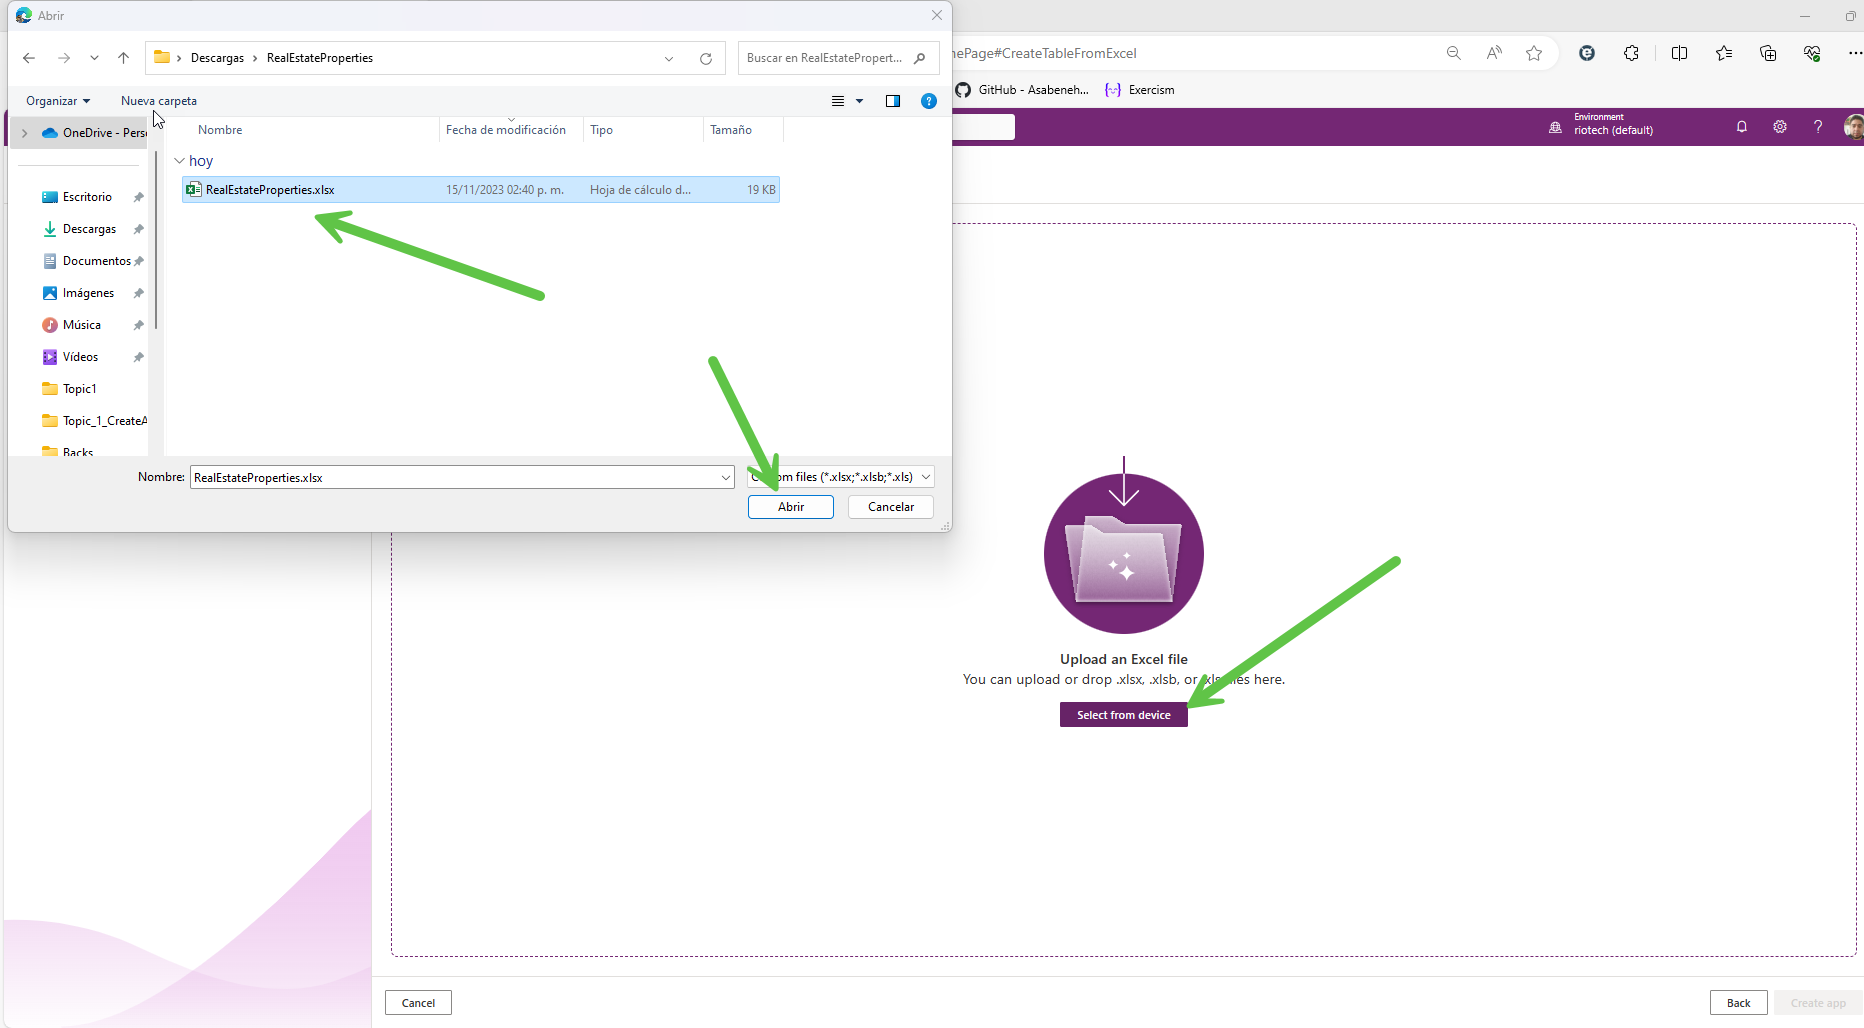 Abrir
Descargas > RealEstateProperties
Buscar en RealEstatePropert...
Organizar
Nueva carpeta
OneDrive - Pers
Escritorio
Descargas
Documentos
Imágenes
Música
Vídeos
Topic1
Topic_1_CreateA
Backs
Nombre
Fecha de modificación
Tipo
Tamaño
hoy
RealEstateProperties.xlsx
15/11/2023 02:40 p. m.
Hoja de cálculo d...
19 KB
Nombre:
RealEstateProperties.xlsx
files (*.xlsx;*.xlsb;*.xls)
Abrir
Cancelar
ePage#CreateTableFromExcel
GitHub - Asabeneh...
Exercism
Environment
riotech (default)
Upload an Excel file
You can upload or drop .xlsx, .xlsb, or .xls files here.
Select from device
Cancel
Back
Create app